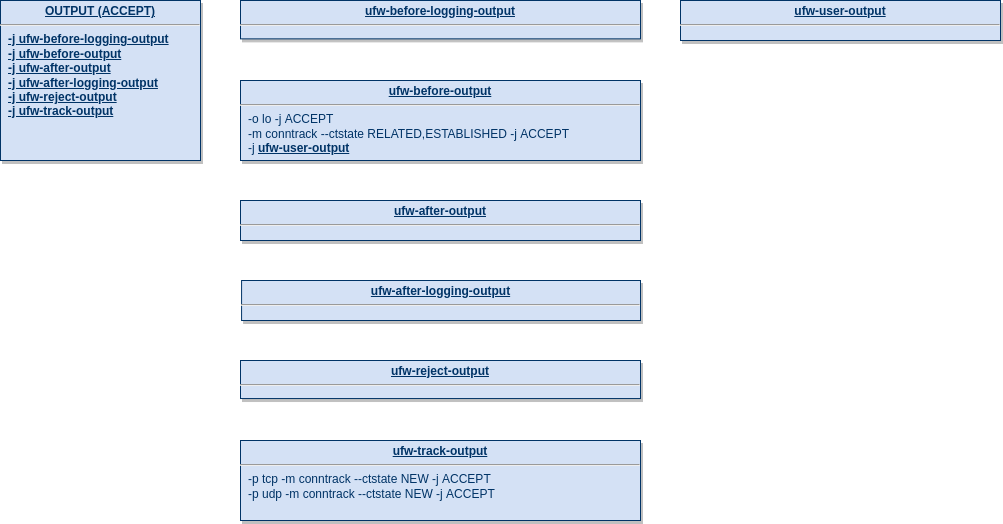 OUTPUT (ACCEPT)
-j ufw-before-logging-output
-j ufw-before-output
-j ufw-after-output
-j ufw-after-logging-output
-j ufw-reject-output
-j ufw-track-output
ufw-before-logging-output
ufw-before-output
-o lo -j ACCEPT
-m conntrack --ctstate RELATED,ESTABLISHED -j ACCEPT
-j ufw-user-output
ufw-after-output
ufw-after-logging-output
ufw-reject-output
ufw-track-output
-p tcp -m conntrack --ctstate NEW -j ACCEPT
-p udp -m conntrack --ctstate NEW -j ACCEPT
ufw-user-output